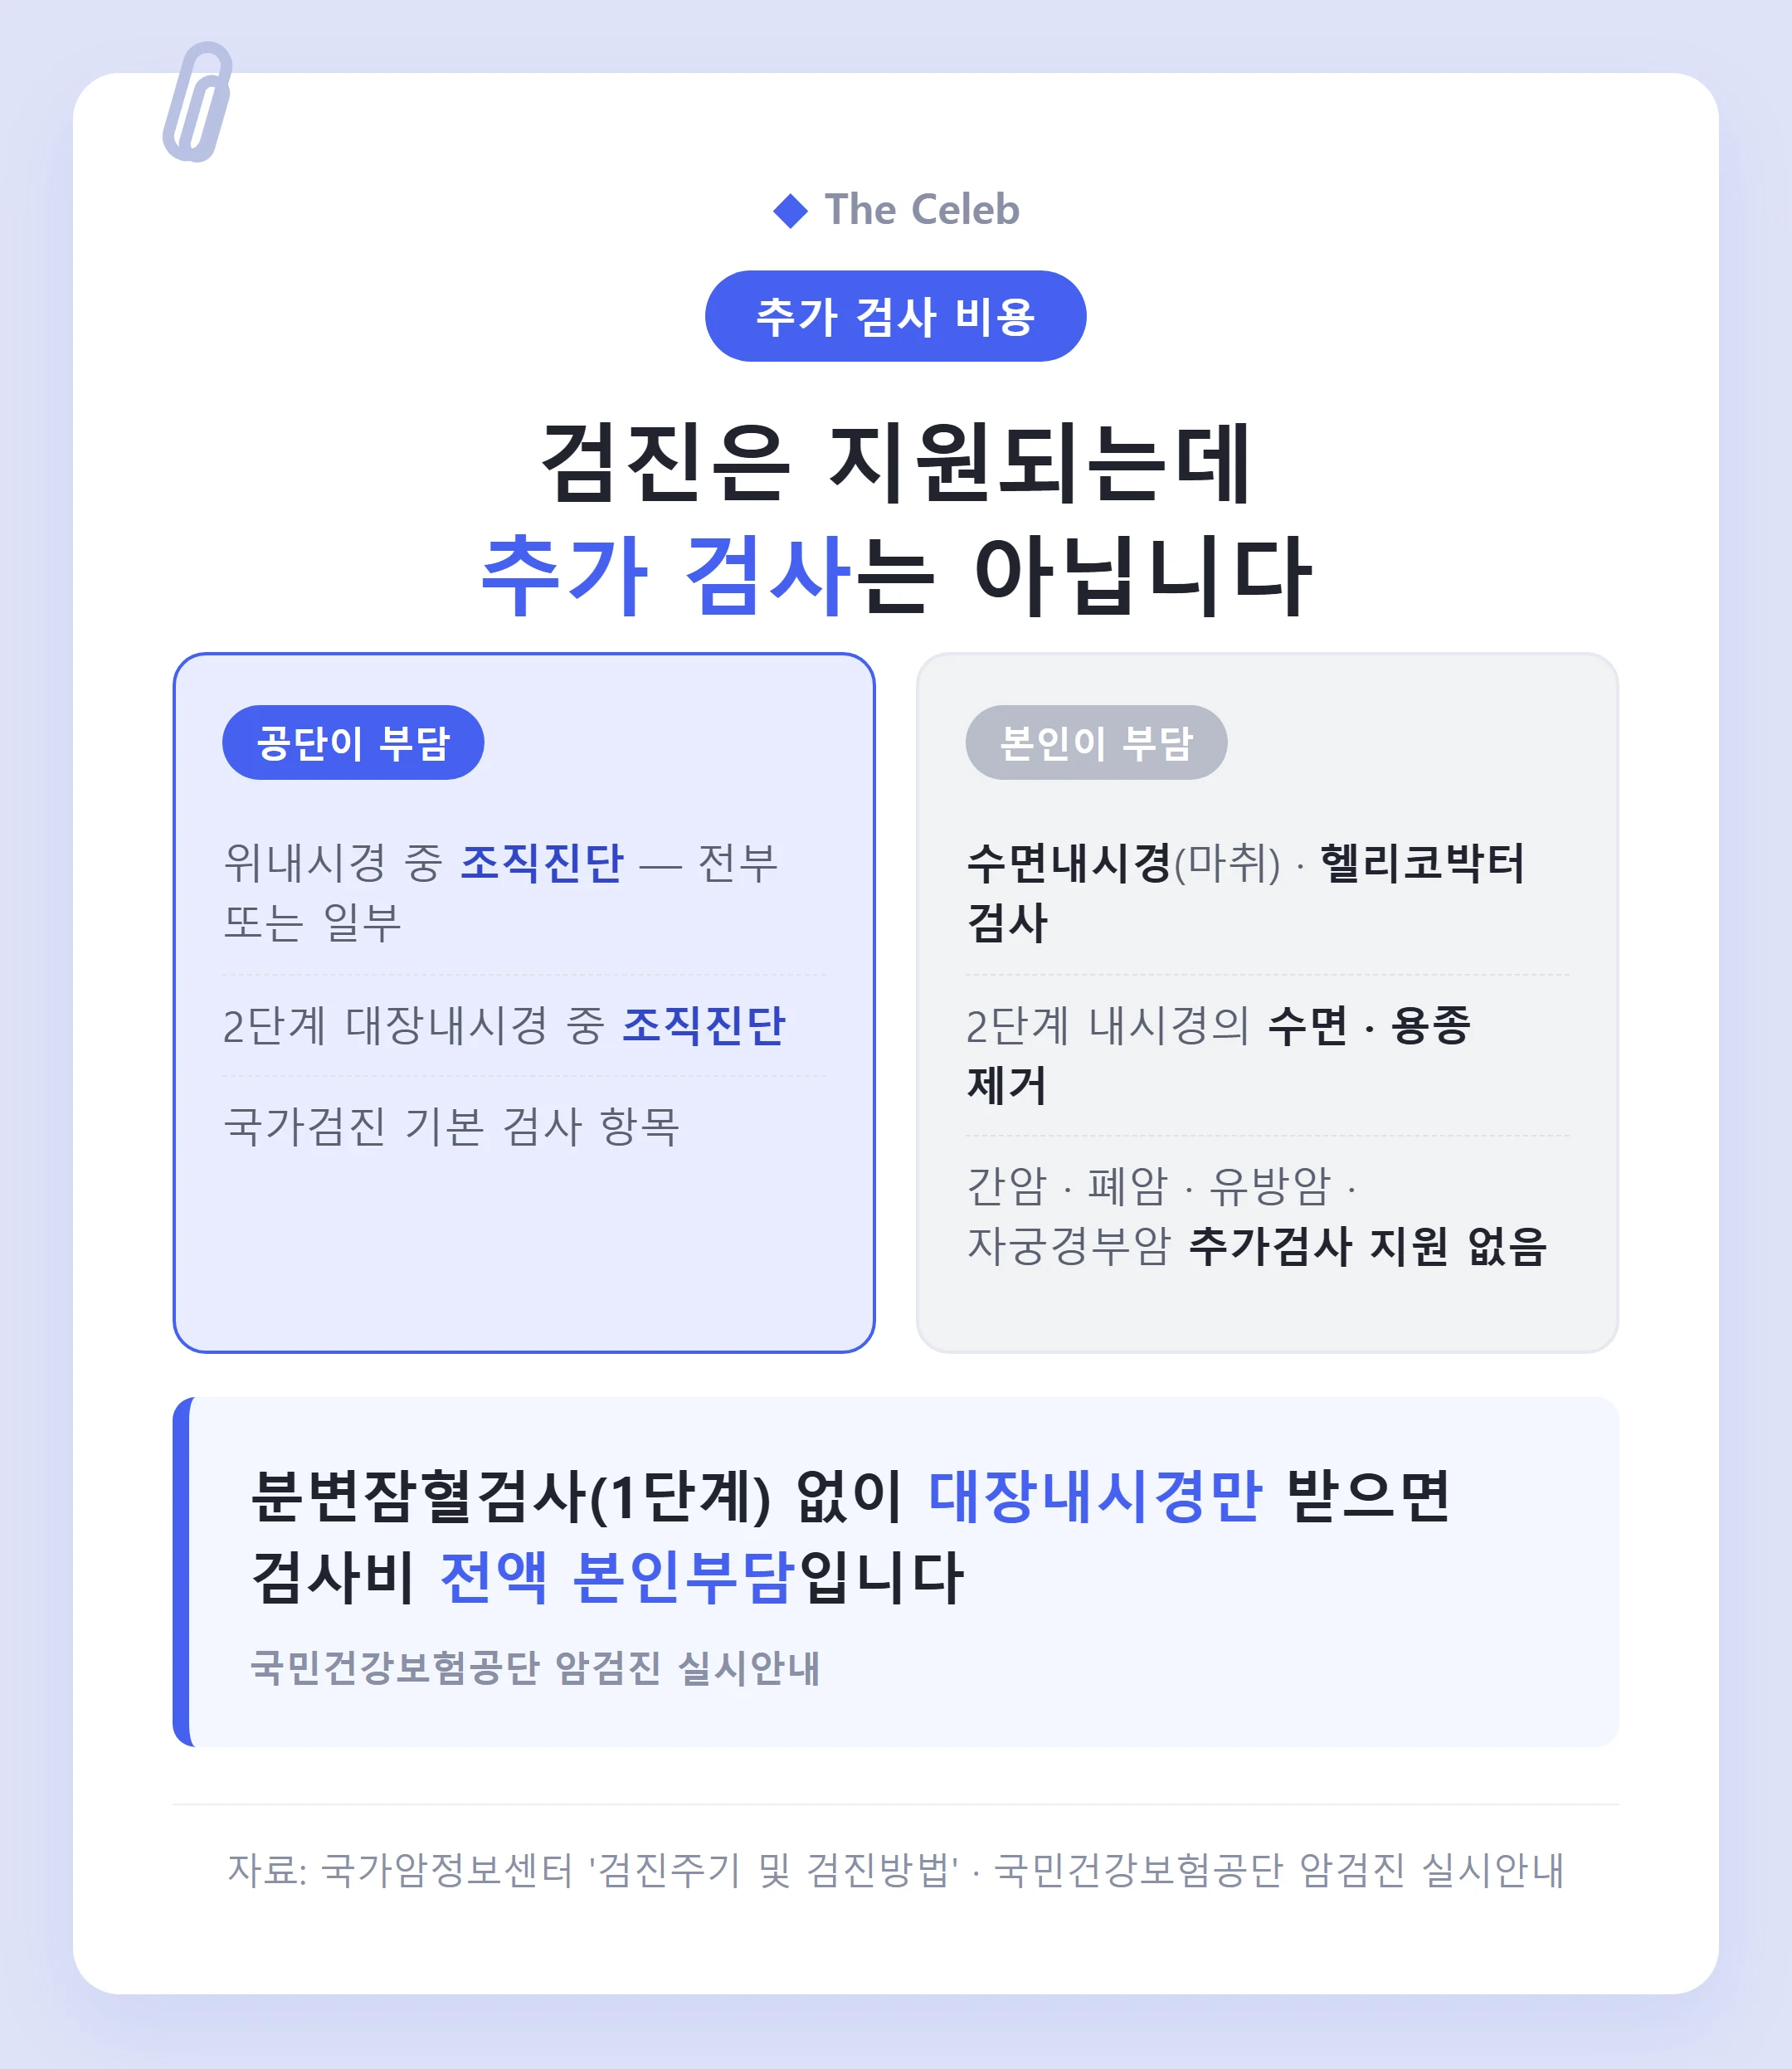 The Celeb
추가 검사 비용
검진은 지원되는데
추가 검사는 아닙니다
공단이 부담
위내시경 중 조직진단 — 전부
또는 일부
2단계 대장내시경 중 조직진단
국가검진 기본 검사 항목
본인이 부담
수면내시경(마취) · 헬리코박터
검사
2단계 내시경의 수면 · 용종
제거
간암 · 폐암 · 유방암 ·
자궁경부암 추가검사 지원 없음
분변잠혈검사(1단계) 없이 대장내시경만 받으면
검사비 전액 본인부담입니다
국민건강보험공단 암검진 실시안내
자료: 국가암정보센터 '검진주기 및 검진방법' · 국민건강보험공단 암검진 실시안내